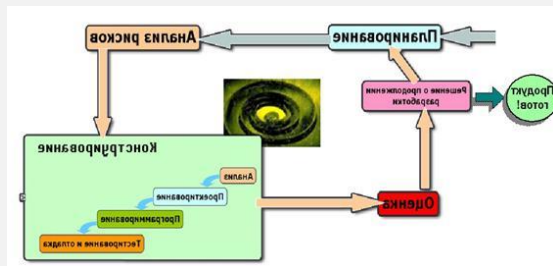 Планирование
Анализ рисков
Решение о продолжении
разработки
Продукт
готов!
Конструирование
Анализ
Проектирование
Программирование
Тестирование и отладка
Оценка